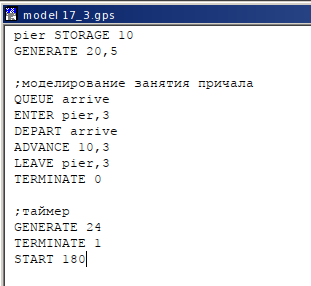 model 17_3.gps
pier STORAGE 10
GENERATE 20,5
;моделирование занятия причала
QUEUE arrive
ENTER pier,3
DEPART arrive
ADVANCE 10,3
LEAVE pier,3
TERMINATE 0
;таймер
GENERATE 24
TERMINATE 1
START 180